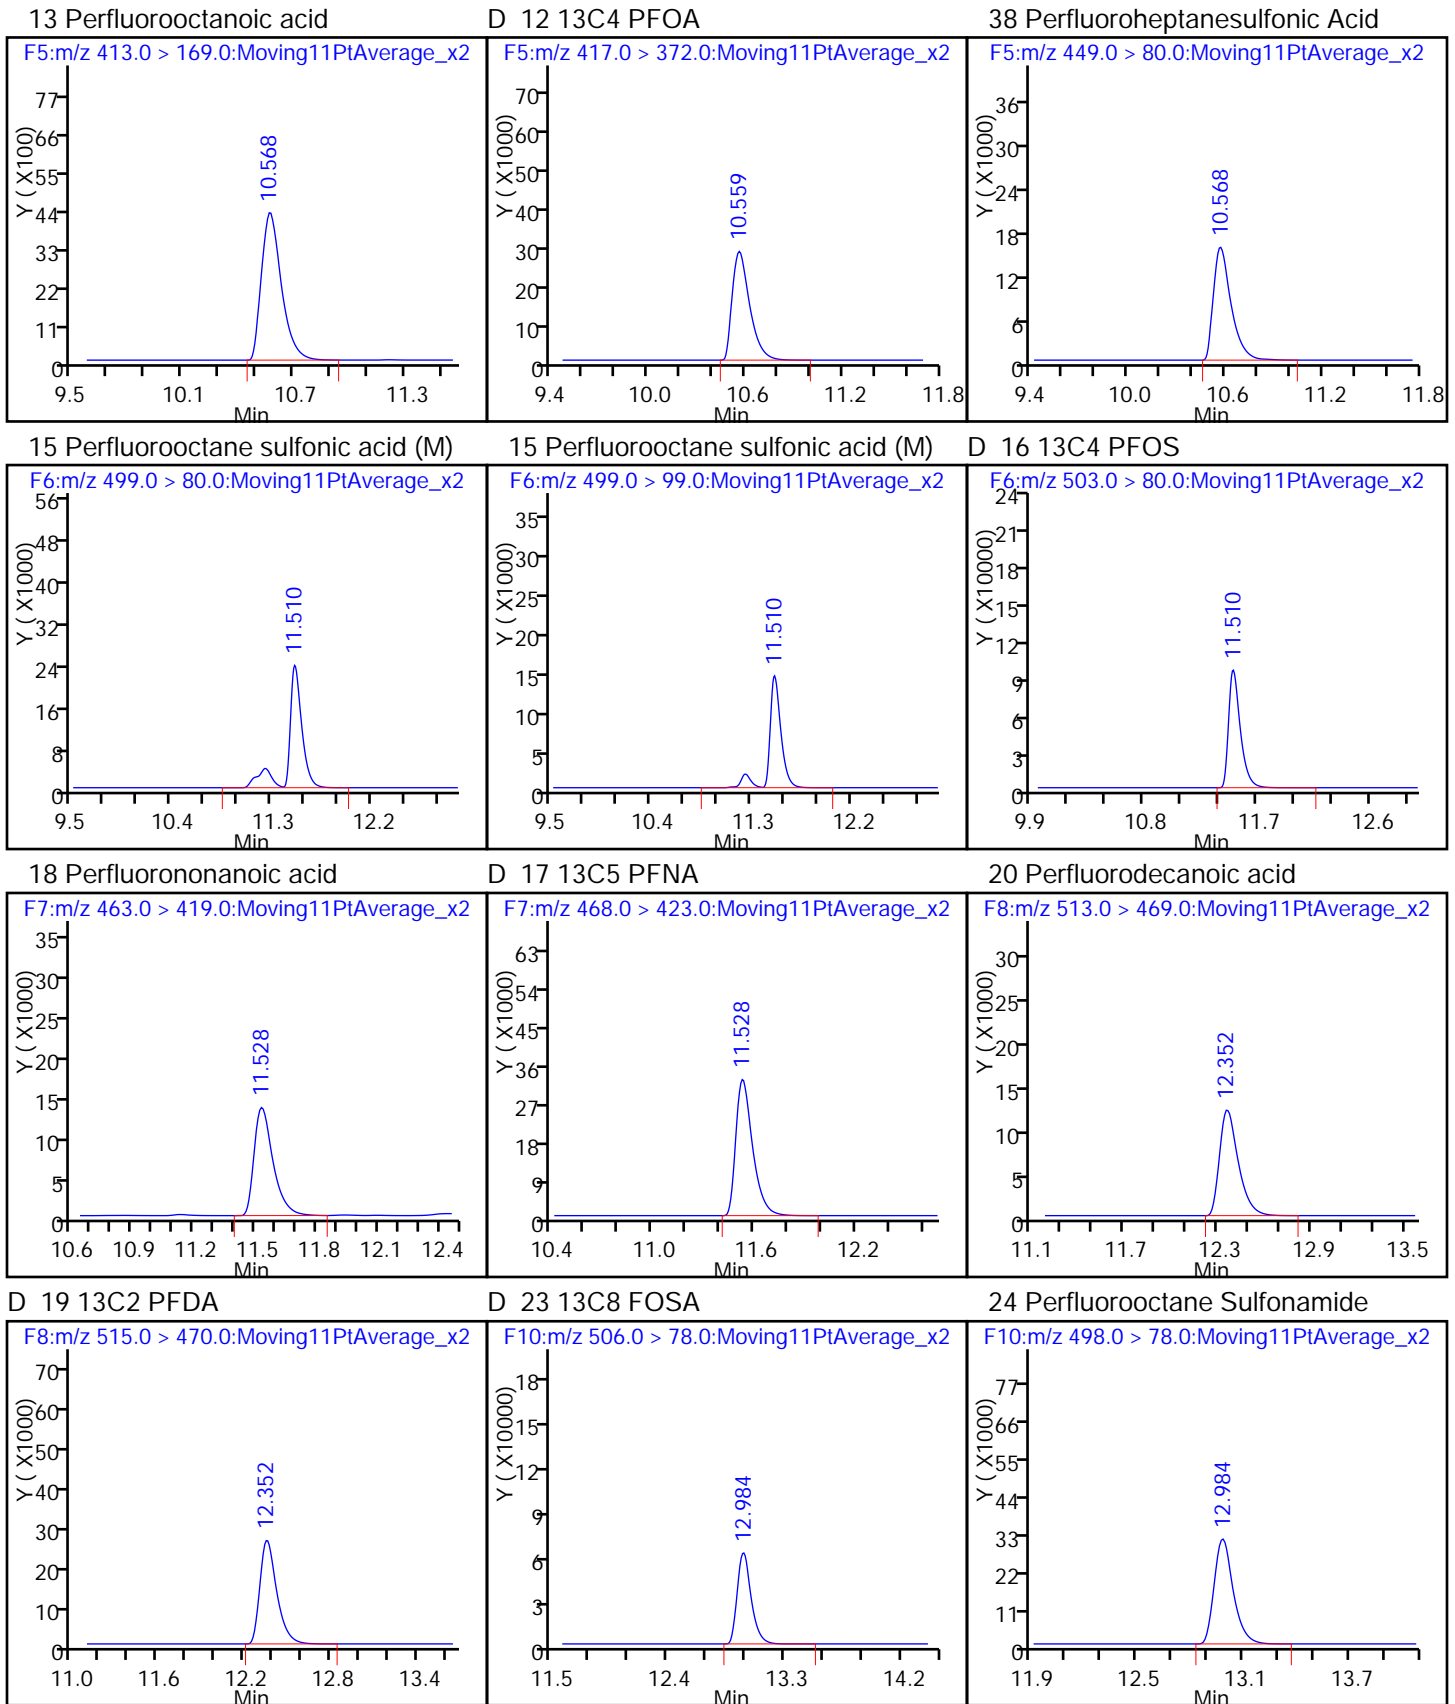 13 Perfluorooctanoic acid
F5:m/z 413.0 > 169.0:Moving11PtAverage_x2
Y ( X100)
77
66
55
44
33
22
11
0
10.568
9.5 10.1 10.7 11.3
Min
D 12 13C4 PFOA
F5:m/z 417.0 > 372.0:Moving11PtAverage_x2
Y ( X1000)
70
60
50
40
30
20
10
0
10.559
9.4 10.0 10.6 11.2 11.8
Min
38 Perfluoroheptanesulfonic Acid
F5:m/z 449.0 > 80.0:Moving11PtAverage_x2
Y ( X1000)
36
30
24
18
12
6
0
10.568
9.4 10.0 10.6 11.2 11.8
Min
15 Perfluorooctane sulfonic acid (M)
F6:m/z 499.0 > 80.0:Moving11PtAverage_x2
Y ( X1000)
56
48
40
32
24
16
8
0
11.510
9.5 10.4 11.3 12.2
Min
15 Perfluorooctane sulfonic acid (M)
F6:m/z 499.0 > 99.0:Moving11PtAverage_x2
Y ( X1000)
35
30
25
20
15
10
5
0
11.510
9.5 10.4 11.3 12.2
Min
D 16 13C4 PFOS
F6:m/z 503.0 > 80.0:Moving11PtAverage_x2
Y ( X10000)
24
21
18
15
12
9
6
3
0
11.510
9.9 10.8 11.7 12.6
Min
18 Perfluorononanoic acid
F7:m/z 463.0 > 419.0:Moving11PtAverage_x2
Y ( X1000)
35
30
25
20
15
10
5
0
11.528
10.6 10.9 11.2 11.5 11.8 12.1 12.4
Min
D 17 13C5 PFNA
F7:m/z 468.0 > 423.0:Moving11PtAverage_x2
Y ( X1000)
63
54
45
36
27
18
9
0
11.528
10.4 11.0 11.6 12.2
Min
20 Perfluorodecanoic acid
F8:m/z 513.0 > 469.0:Moving11PtAverage_x2
Y ( X1000)
30
25
20
15
10
5
0
12.352
11.1 11.7 12.3 12.9 13.5
Min
D 19 13C2 PFDA
F8:m/z 515.0 > 470.0:Moving11PtAverage_x2
Y ( X1000)
70
60
50
40
30
20
10
0
12.352
11.0 11.6 12.2 12.8 13.4
Min
D 23 13C8 FOSA
F10:m/z 506.0 > 78.0:Moving11PtAverage_x2
Y ( X10000)
18
15
12
9
6
3
0
12.984
11.5 12.4 13.3 14.2
Min
24 Perfluorooctane Sulfonamide
F10:m/z 498.0 > 78.0:Moving11PtAverage_x2
Y ( X1000)
77
66
55
44
33
22
11
0
12.984
11.9 12.5 13.1 13.7
Min